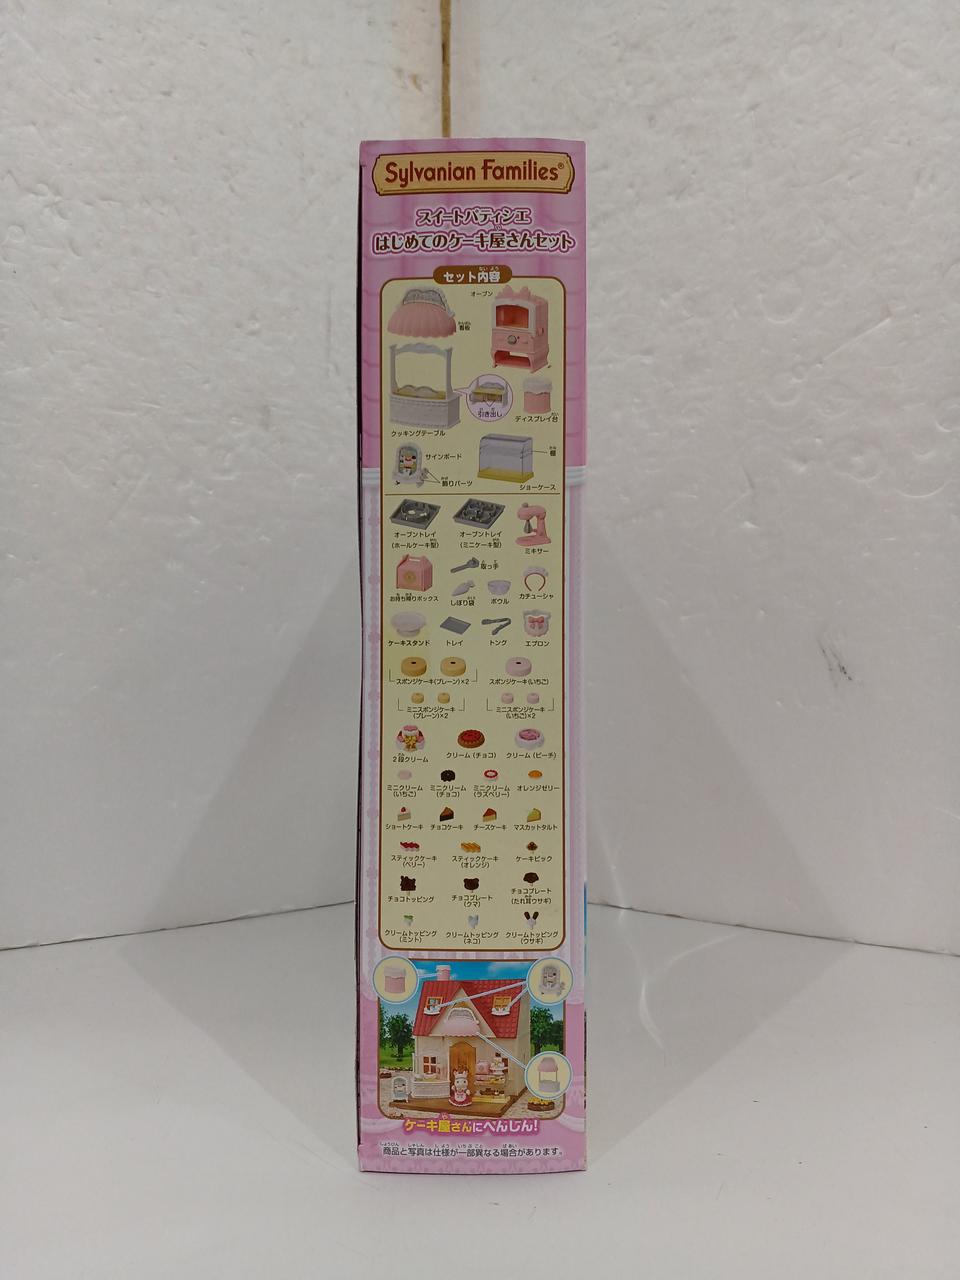 Sylvanian Families®
スイートパティシエ
はじめてのケーキ屋さんセット
セット内容
オーブン
看板
引き出し
ディスプレイ台
クッキングテーブル
サインボード
棚
飾りパーツ
ショーケース
オーブントレイ
(ホールケーキ型)
オーブントレイ
(ミニケーキ型)
ミキサー
取っ手
お持ち帰りボックス
しぼり袋
ボウル
カチューシャ
ケーキスタンド
トレイ
トング
エプロン
スポンジケーキ(プレーン)×2
スポンジケーキ(いちご)
ミニスポンジケーキ
(プレーン)×2
ミニスポンジケーキ
(いちご)×2
2段クリーム
クリーム(チョコ)
クリーム(ピーチ)
ミニクリーム
(いちご)
ミニクリーム
(チョコ)
ミニクリーム
(ラズベリー)
オレンジゼリー
ショートケーキ
チョコケーキ
チーズケーキ
マスカットタルト
スティックケーキ
(ベリー)
スティックケーキ
(オレンジ)
ケーキピック
チョコトッピング
チョコプレート
(クマ)
チョコプレート
(たれ耳ウサギ)
クリームトッピング
(ミント)
クリームトッピング
(ネコ)
クリームトッピング
(ウサギ)
ケーキ屋さんにへんしん!
商品と写真は仕様が一部異なる場合があります。